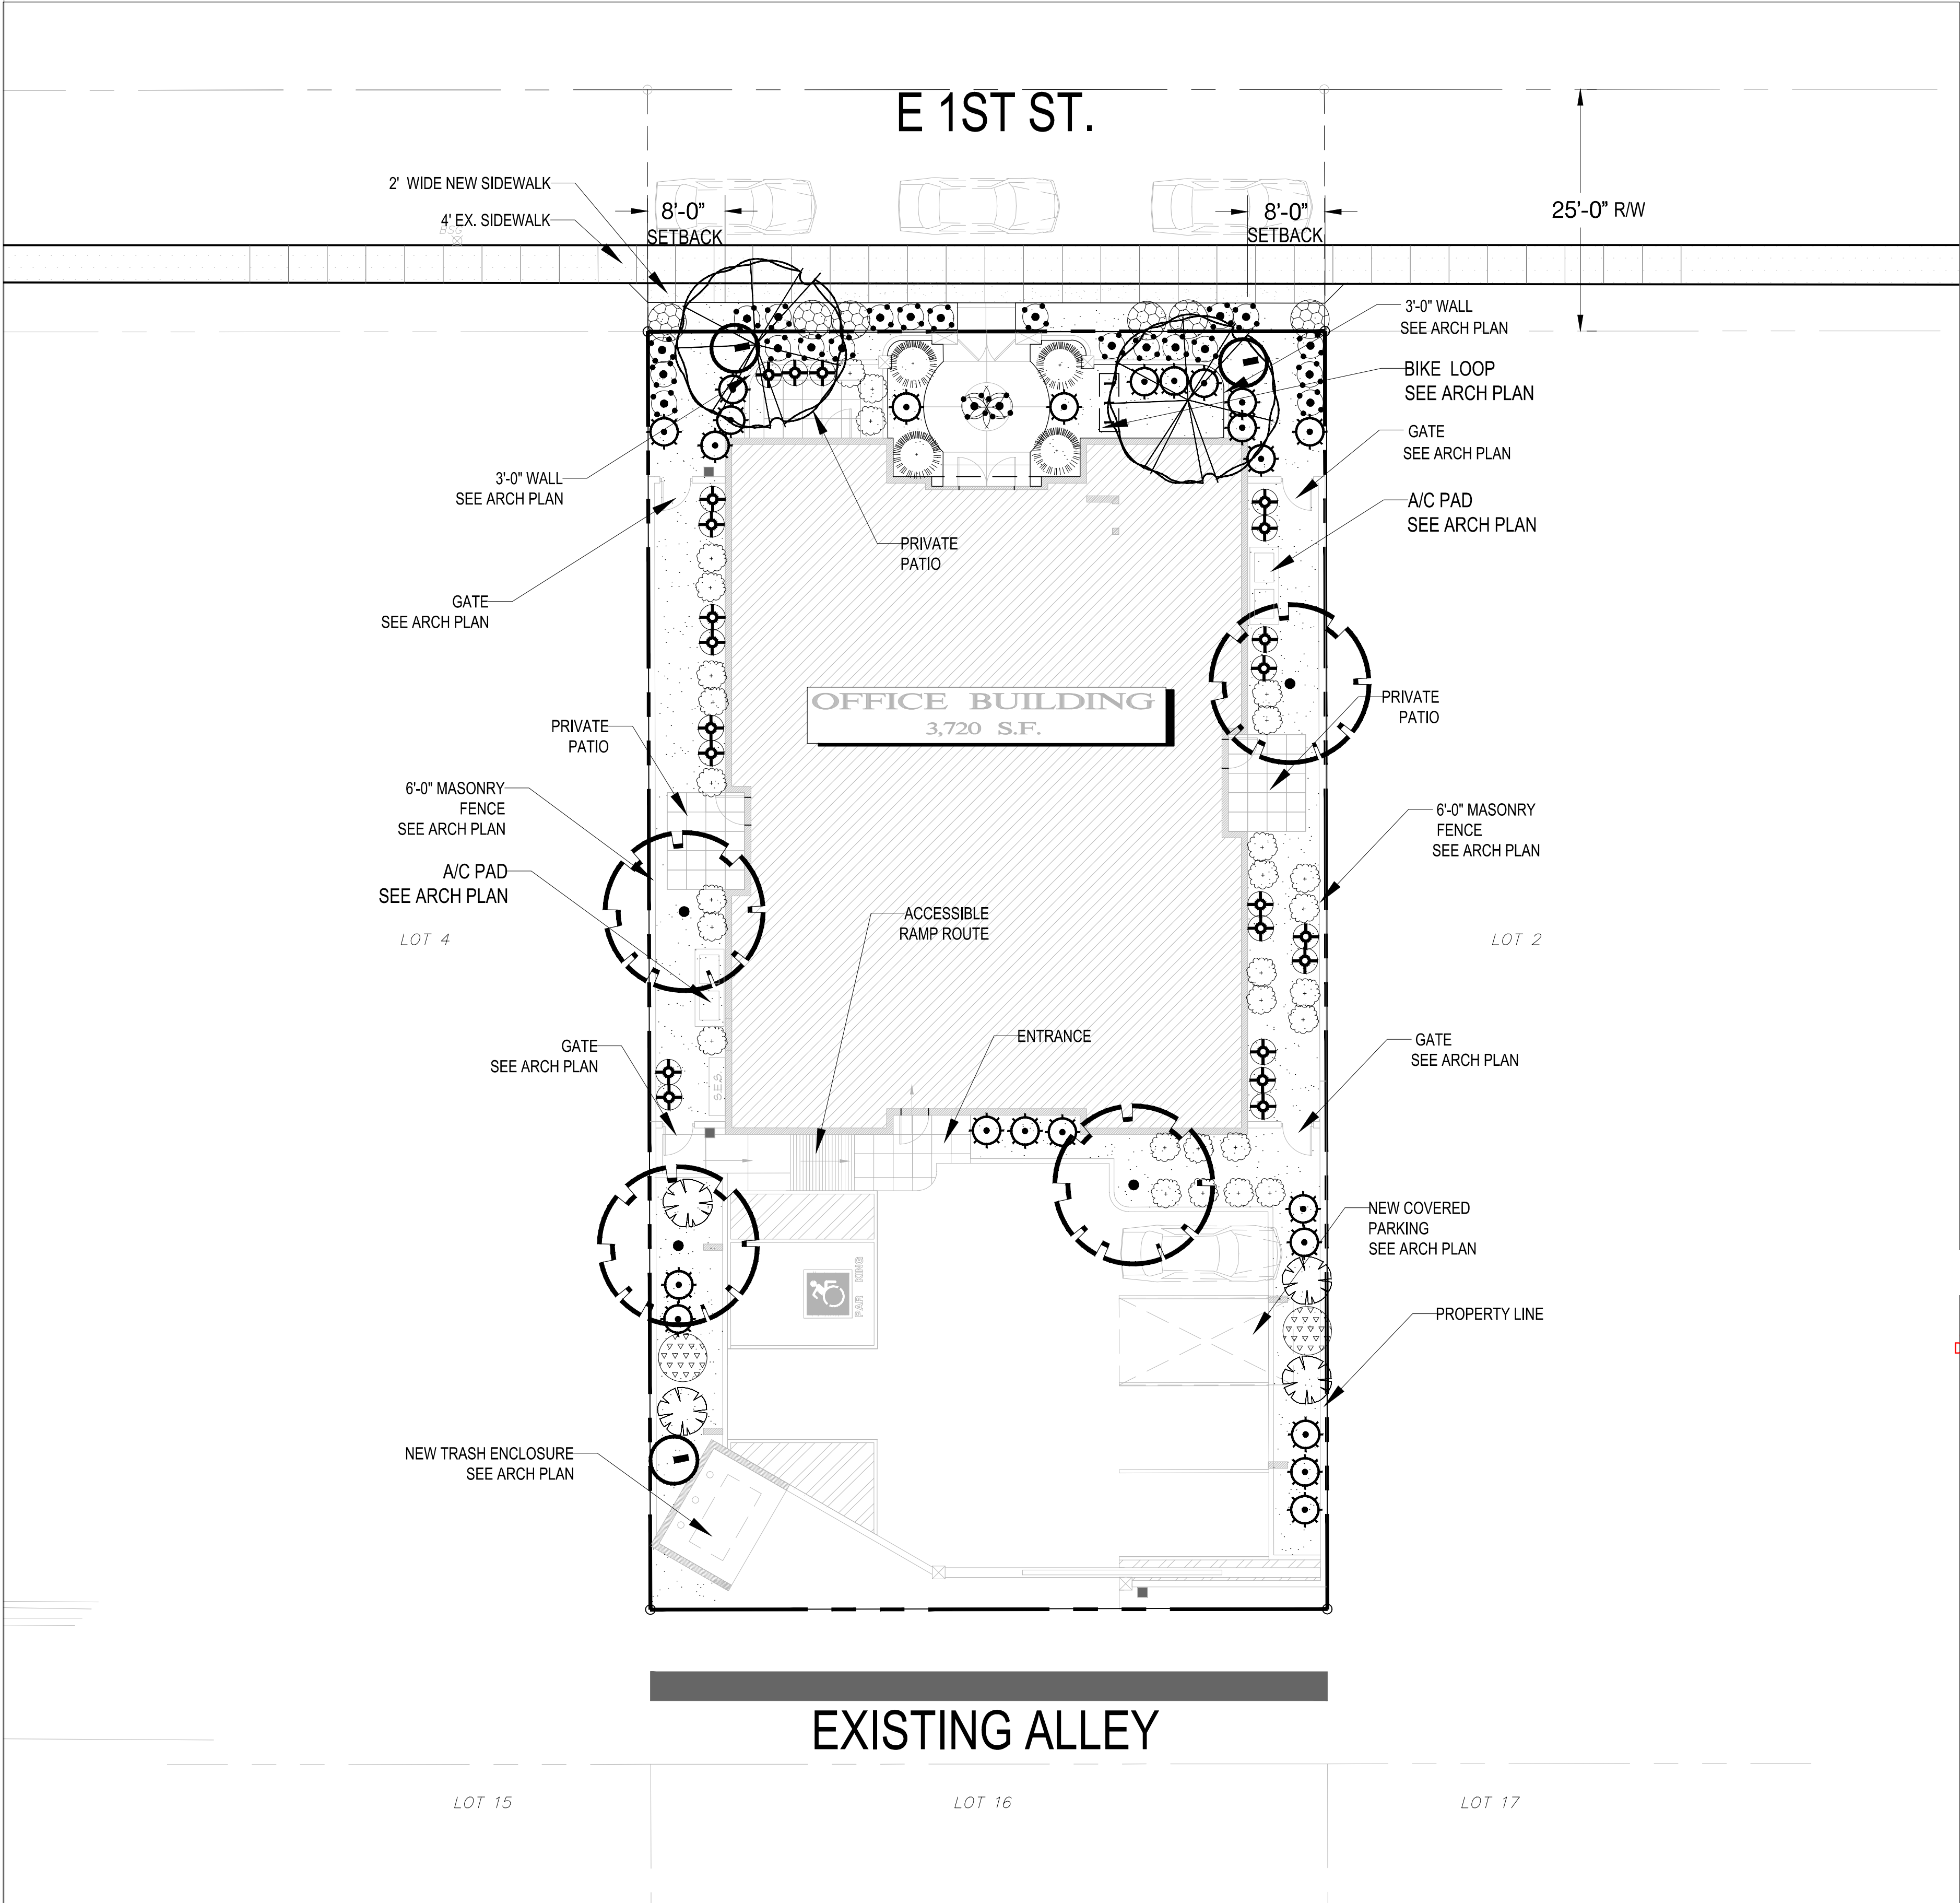 E 1ST ST.
2' WIDE NEW SIDEWALK
4' EX. SIDEWALK
BSG
8'-0"
SETBACK
8'-0"
SETBACK
25'-0" R/W
3'-0" WALL
SEE ARCH PLAN
BIKE LOOP
SEE ARCH PLAN
GATE
SEE ARCH PLAN
3'-0" WALL
SEE ARCH PLAN
A/C PAD
SEE ARCH PLAN
PRIVATE
PATIO
GATE
SEE ARCH PLAN
OFFICE BUILDING
3,720 S.F.
PRIVATE
PATIO
PRIVATE
PATIO
6'-0" MASONRY
FENCE
SEE ARCH PLAN
6'-0" MASONRY
FENCE
SEE ARCH PLAN
A/C PAD
SEE ARCH PLAN
ACCESSIBLE
RAMP ROUTE
LOT 4
LOT 2
ENTRANCE
GATE
SEE ARCH PLAN
GATE
SEE ARCH PLAN
S.E.S.
NEW COVERED
PARKING
SEE ARCH PLAN
PAR KING
PROPERTY LINE
NEW TRASH ENCLOSURE
SEE ARCH PLAN
EXISTING ALLEY
LOT 15
LOT 16
LOT 17